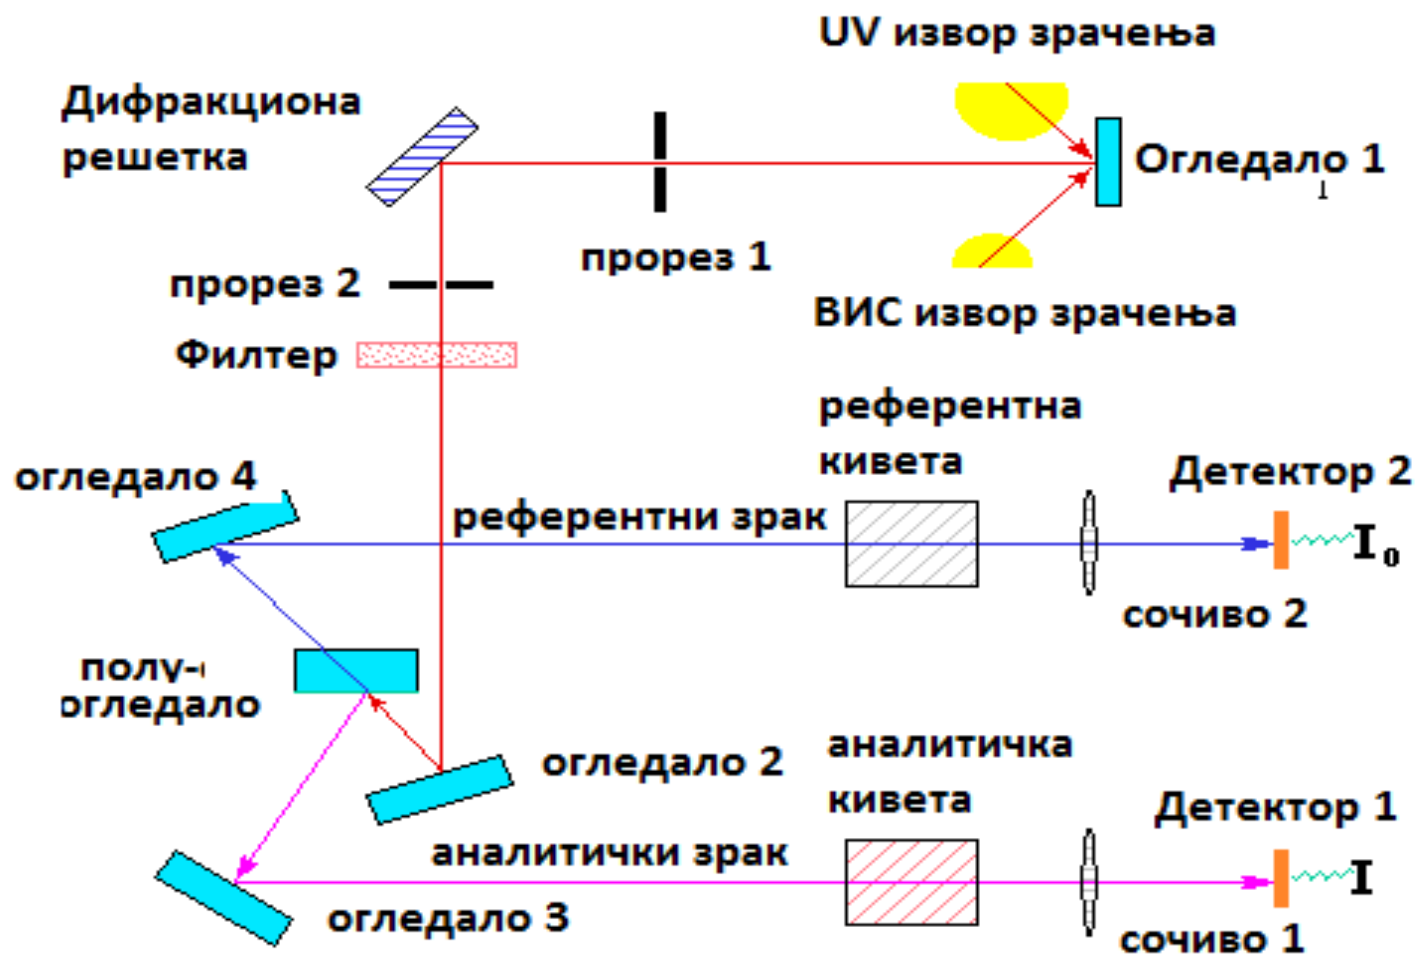 UV извор зрачења
Дифракциона
решетка
Огледало 1
прорез 1
прорез 2
ВИС извор зрачења
Филтер
референтна
кивета
огледало 4
Детектор 2
референтни зрак
I 0
сочиво 2
полу-
огледало
огледало 2
аналитичка
кивета
Детектор 1
аналитички зрак
I
огледало 3
сочиво 1